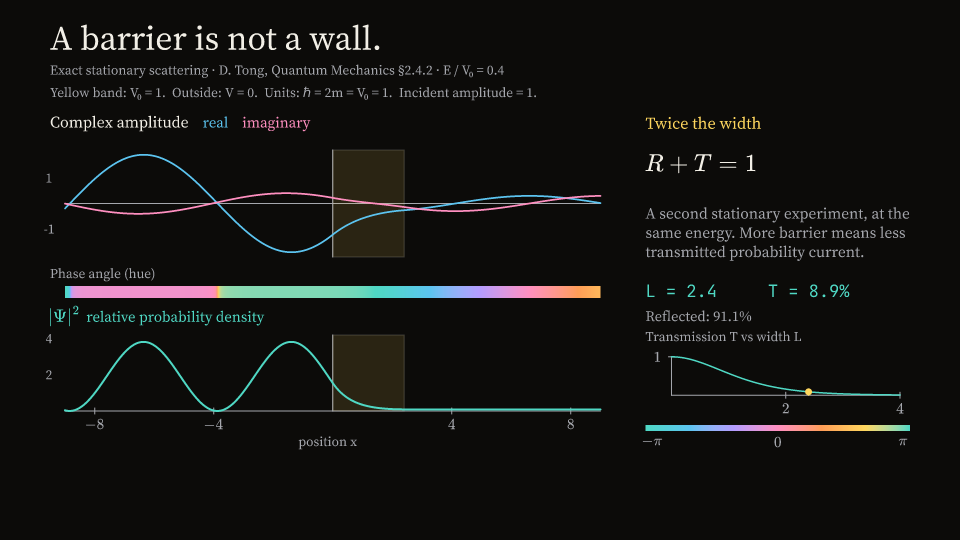 A barrier is not a wall.
Exact stationary scattering · D. Tong, Quantum Mechanics §2.4.2 · E / V₀ = 0.4
Yellow band: V₀ = 1. Outside: V = 0. Units: ℏ = 2m = V₀ = 1. Incident amplitude = 1.
Complex amplitude real imaginary
1
-1
Phase angle (hue)
|Ψ|² relative probability density
4
2
−8 −4 4 8
position x
Twice the width
R + T = 1
A second stationary experiment, at the
same energy. More barrier means less
transmitted probability current.
L = 2.4 T = 8.9%
Reflected: 91.1%
Transmission T vs width L
1
2 4
−π 0 π